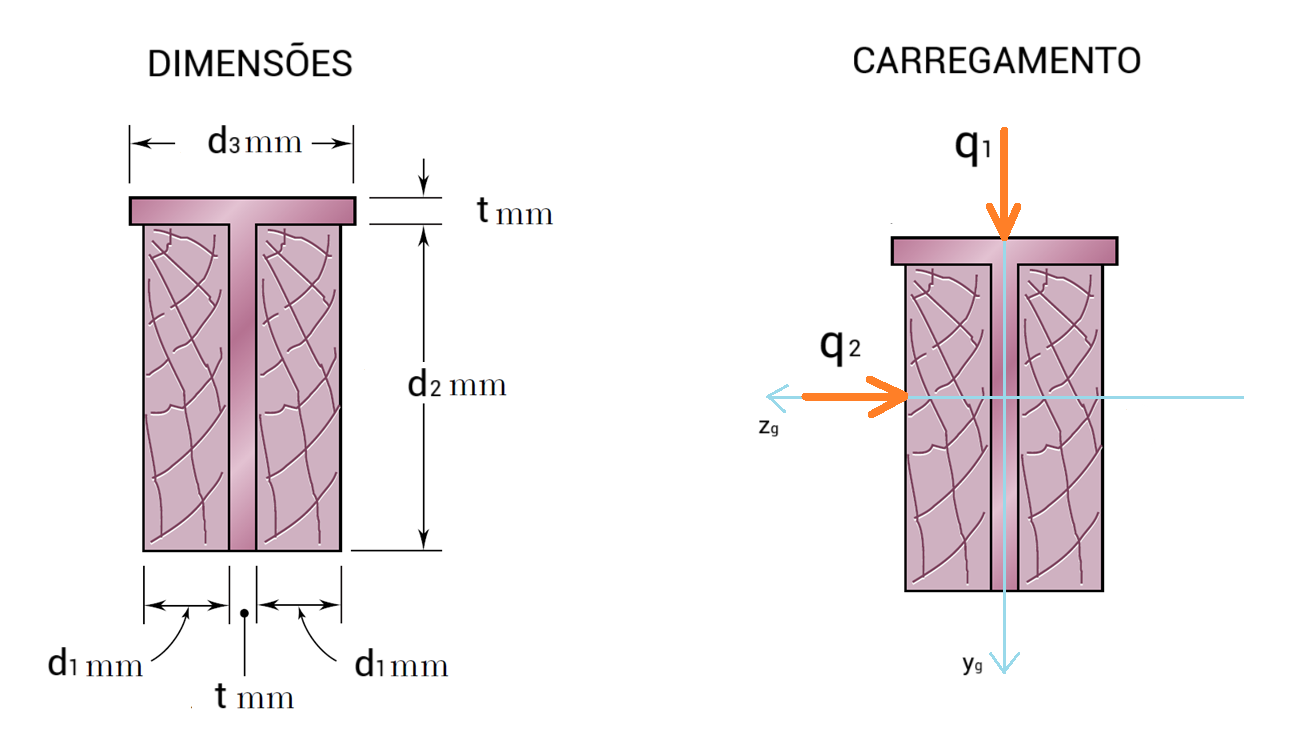 DIMENSÕES
d3 mm
t mm
d2 mm
d1 mm
t mm
d1 mm
CARREGAMENTO
q1
q2
zg
yg